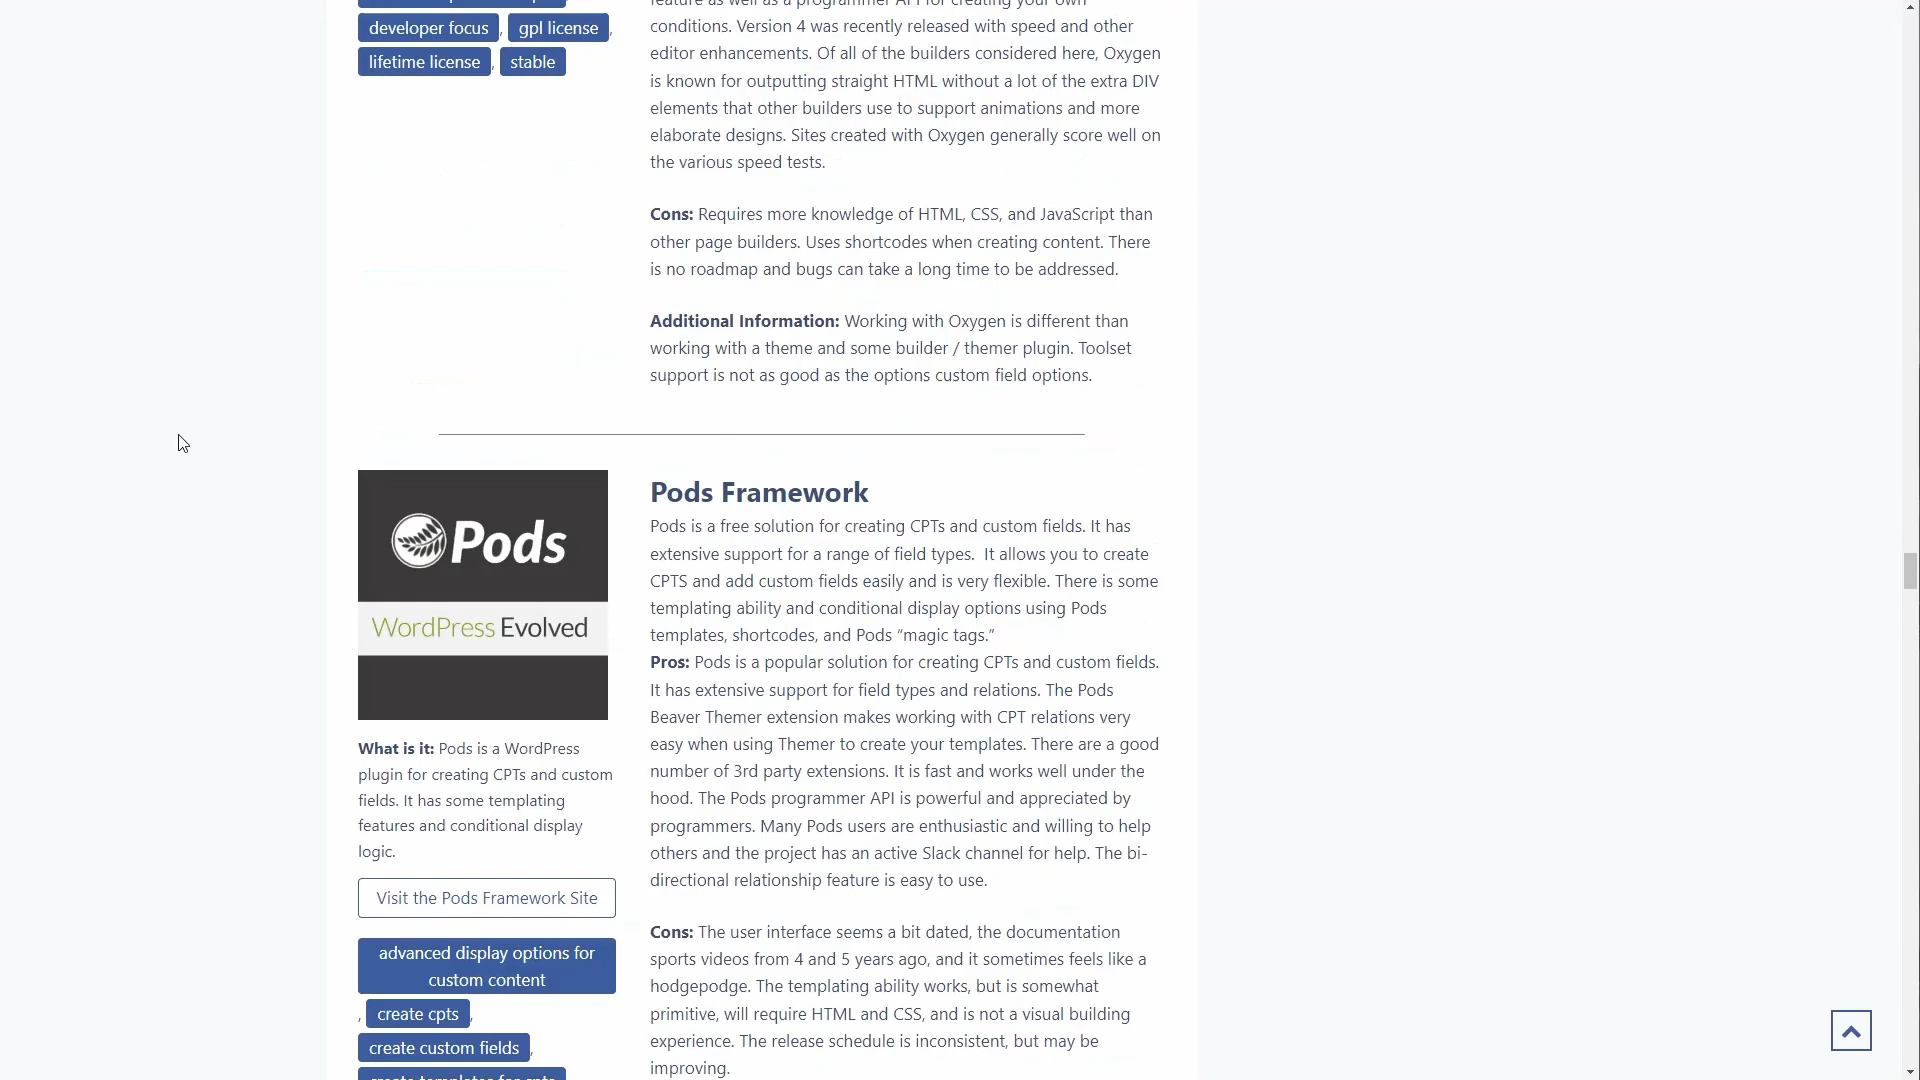 developer focus , gpl license ,
lifetime license , stable
feature as well as a programmer API for creating your own
conditions. Version 4 was recently released with speed and other
editor enhancements. Of all of the builders considered here, Oxygen
is known for outputting straight HTML without a lot of the extra DIV
elements that other builders use to support animations and more
elaborate designs. Sites created with Oxygen generally score well on
the various speed tests.
Cons: Requires more knowledge of HTML, CSS, and JavaScript than
other page builders. Uses shortcodes when creating content. There
is no roadmap and bugs can take a long time to be addressed.
Additional Information: Working with Oxygen is different than
working with a theme and some builder / themer plugin. Toolset
support is not as good as the options custom field options.
Pods
WordPress Evolved
What is it: Pods is a WordPress
plugin for creating CPTs and custom
fields. It has some templating
features and conditional display
logic.
Visit the Pods Framework Site
advanced display options for
custom content
, create cpts ,
create custom fields ,
create templates for cpts
Pods Framework
Pods is a free solution for creating CPTs and custom fields. It has
extensive support for a range of field types.  It allows you to create
CPTS and add custom fields easily and is very flexible. There is some
templating ability and conditional display options using Pods
templates, shortcodes, and Pods “magic tags.”
Pros: Pods is a popular solution for creating CPTs and custom fields.
It has extensive support for field types and relations. The Pods
Beaver Themer extension makes working with CPT relations very
easy when using Themer to create your templates. There are a good
number of 3rd party extensions. It is fast and works well under the
hood. The Pods programmer API is powerful and appreciated by
programmers. Many Pods users are enthusiastic and willing to help
others and the project has an active Slack channel for help. The bi-
directional relationship feature is easy to use.
Cons: The user interface seems a bit dated, the documentation
sports videos from 4 and 5 years ago, and it sometimes feels like a
hodgepodge. The templating ability works, but is somewhat
primitive, will require HTML and CSS, and is not a visual building
experience. The release schedule is inconsistent, but may be
improving.